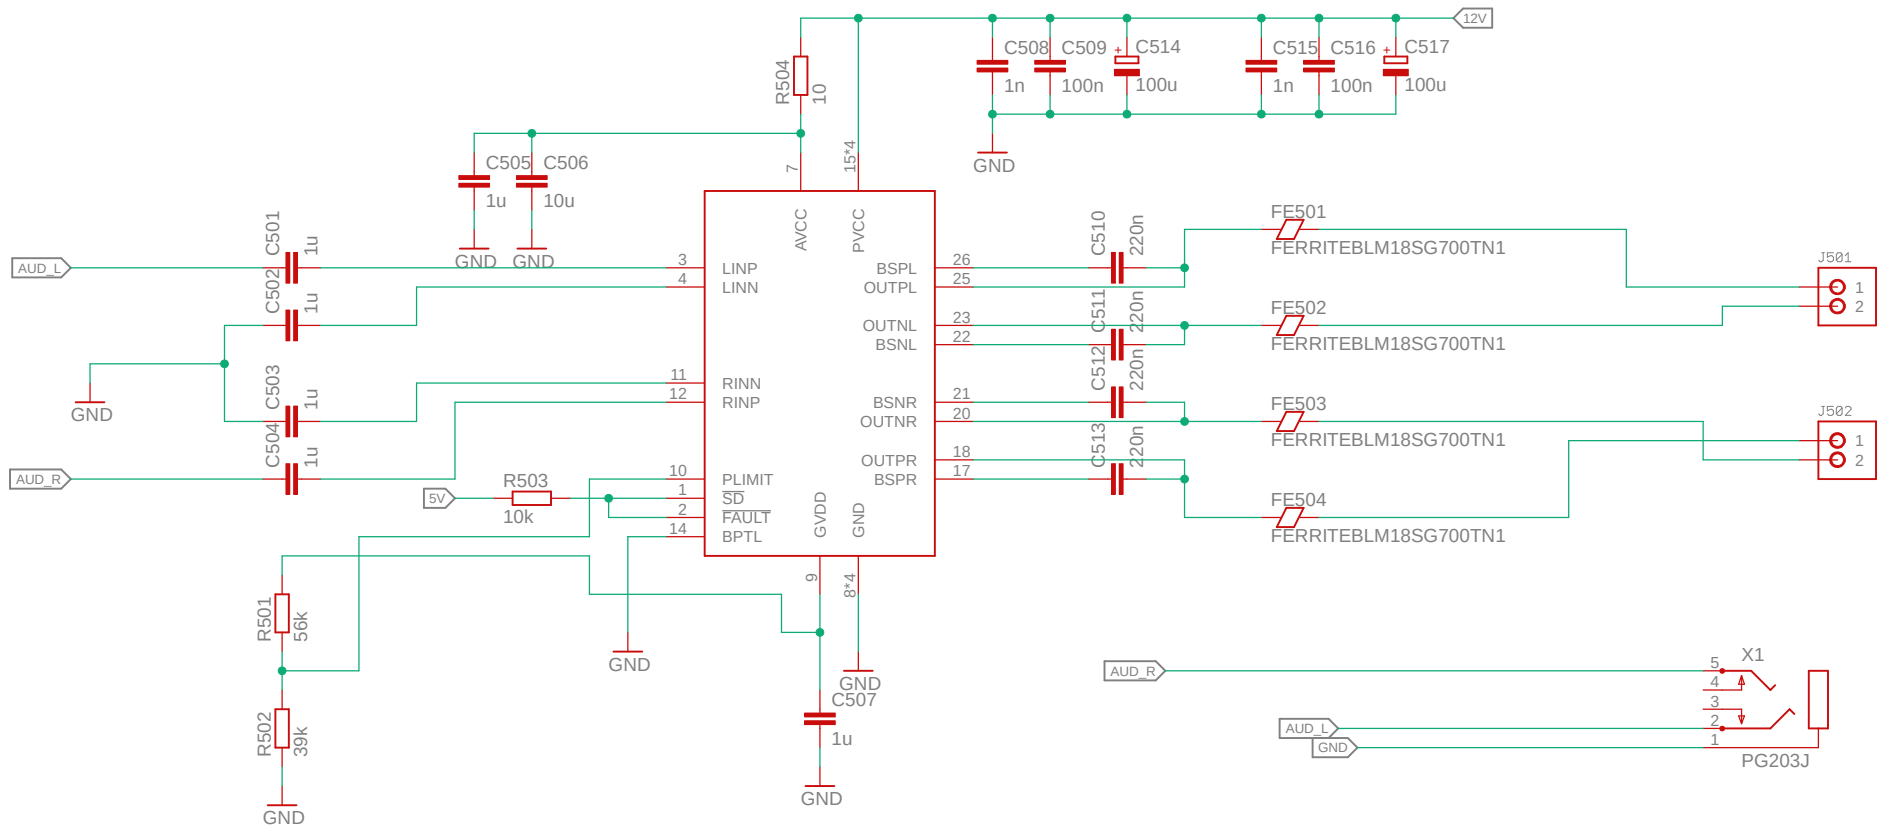 12V
C508
1n
C509
100n
+
C514
100u
C515
1n
C516
100n
+
C517
100u
GND
R504
10
C505
1u
C506
10u
GND
GND
7
15*4
AVCC
PVCC
AUD_L
C501
1u
C502
1u
GND
C503
1u
C504
1u
AUD_R
3
LINP
4
LINN
11
RINN
12
RINP
10
PLIMIT
1
SD
2
FAULT
14
BPTL
5V
R503
10k
GVDD
GND
9
8*4
26
BSPL
25
OUTPL
23
OUTNL
22
BSNL
21
BSNR
20
OUTNR
18
OUTPR
17
BSPR
C510
220n
C511
220n
C512
220n
C513
220n
FE501
FERRITEBLM18SG700TN1
FE502
FERRITEBLM18SG700TN1
FE503
FERRITEBLM18SG700TN1
FE504
FERRITEBLM18SG700TN1
J501
1
2
J502
1
2
R501
56k
R502
39k
GND
GND
GND
C507
1u
GND
AUD_R
AUD_L
GND
5
4
3
2
1
X1
PG203J